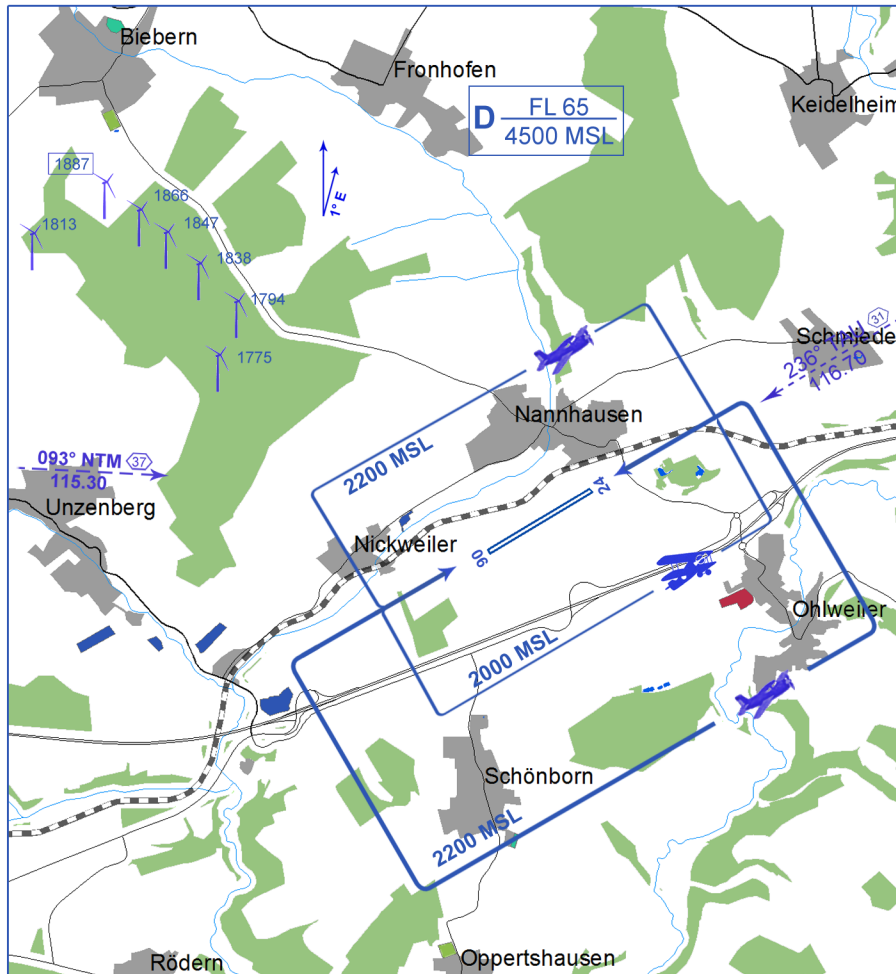 Biebern
Fronhofen
Keidelheim
D FL 65
4500 MSL
1887
1866
1813
1847
1838
1794
1775
1° E
Schmiede
236° TAU 31
116.70
Nannhausen
2200 MSL
093° NTM 37
115.30
Unzenberg
24
Nickweiler
06
Ohlweiler
2000 MSL
Schönborn
2200 MSL
Rödern
Oppertshausen